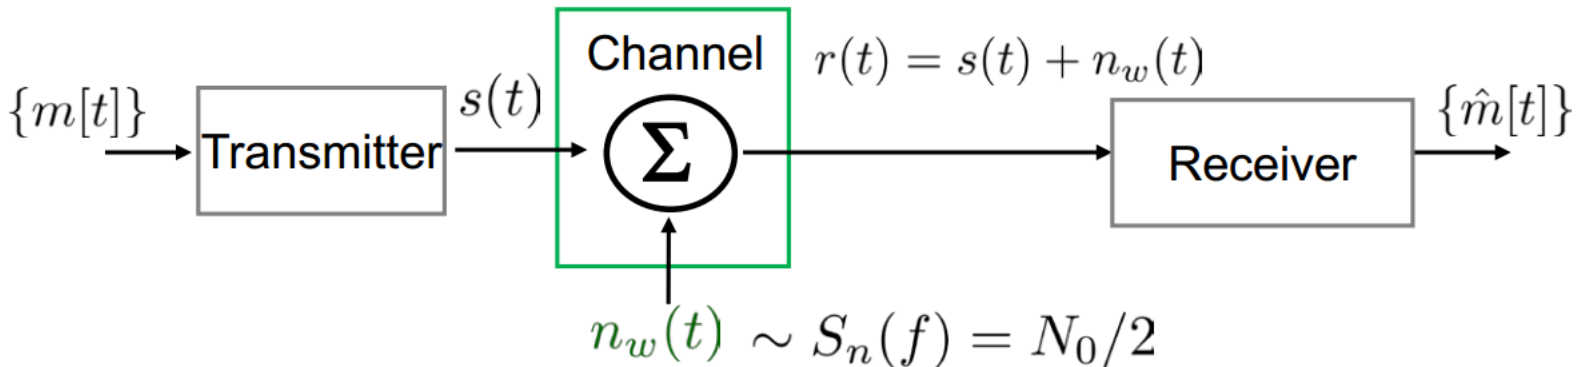 Channel
r(t) = s(t) + n_w(t)
{m[t]}
s(t)
{m̂[t]}
Transmitter
Σ
Receiver
n_w(t) ∼ S_n(f) = N_0/2